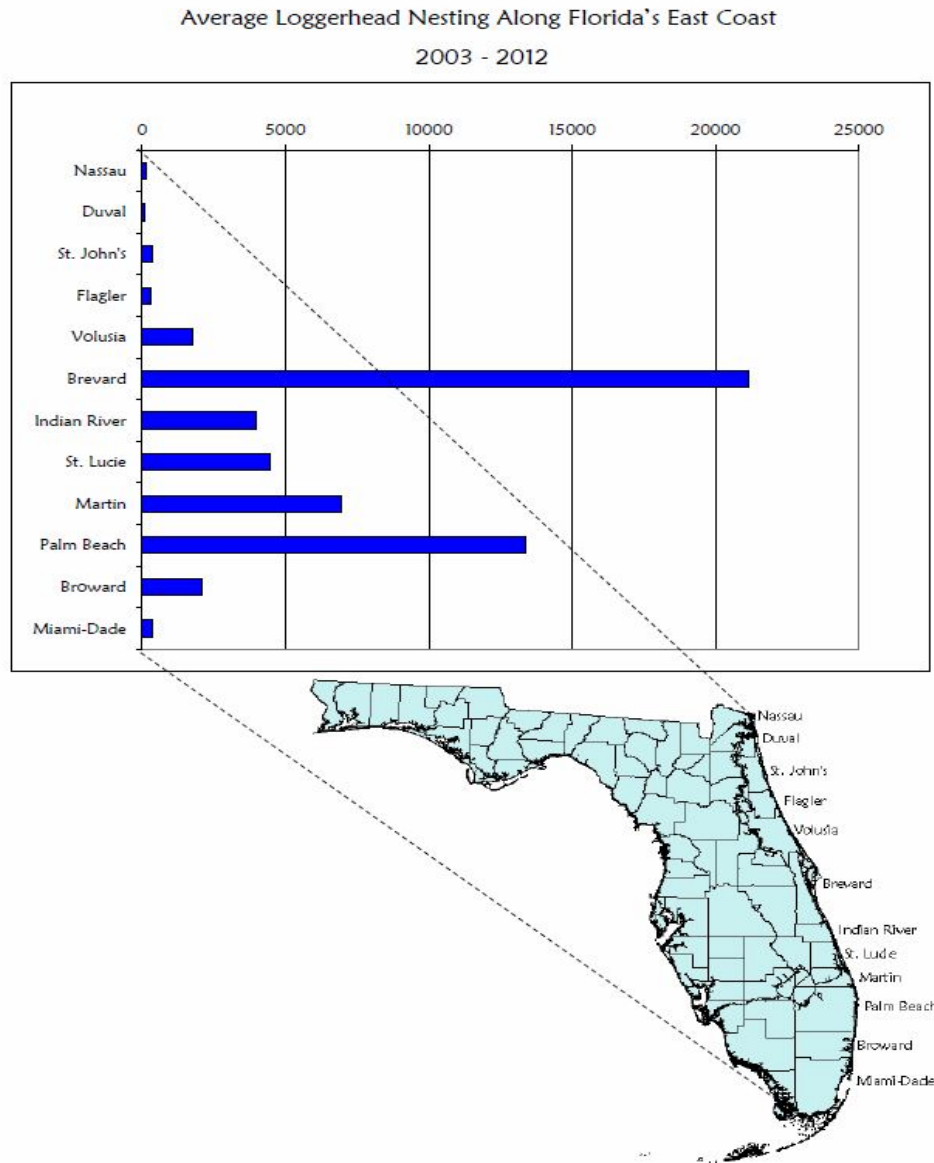 Average Loggerhead Nesting Along Florida's East Coast
2003 - 2012
0 5000 10000 15000 20000 25000
Nassau
Duval
St. John's
Flagler
Volusia
Brevard
Indian River
St. Lucie
Martin
Palm Beach
Broward
Miami-Dade
Nassau
Duval
St. John's
Flagler
Volusia
Brevard
Indian River
St. Lucie
Martin
Palm Beach
Broward
Miami-Dade